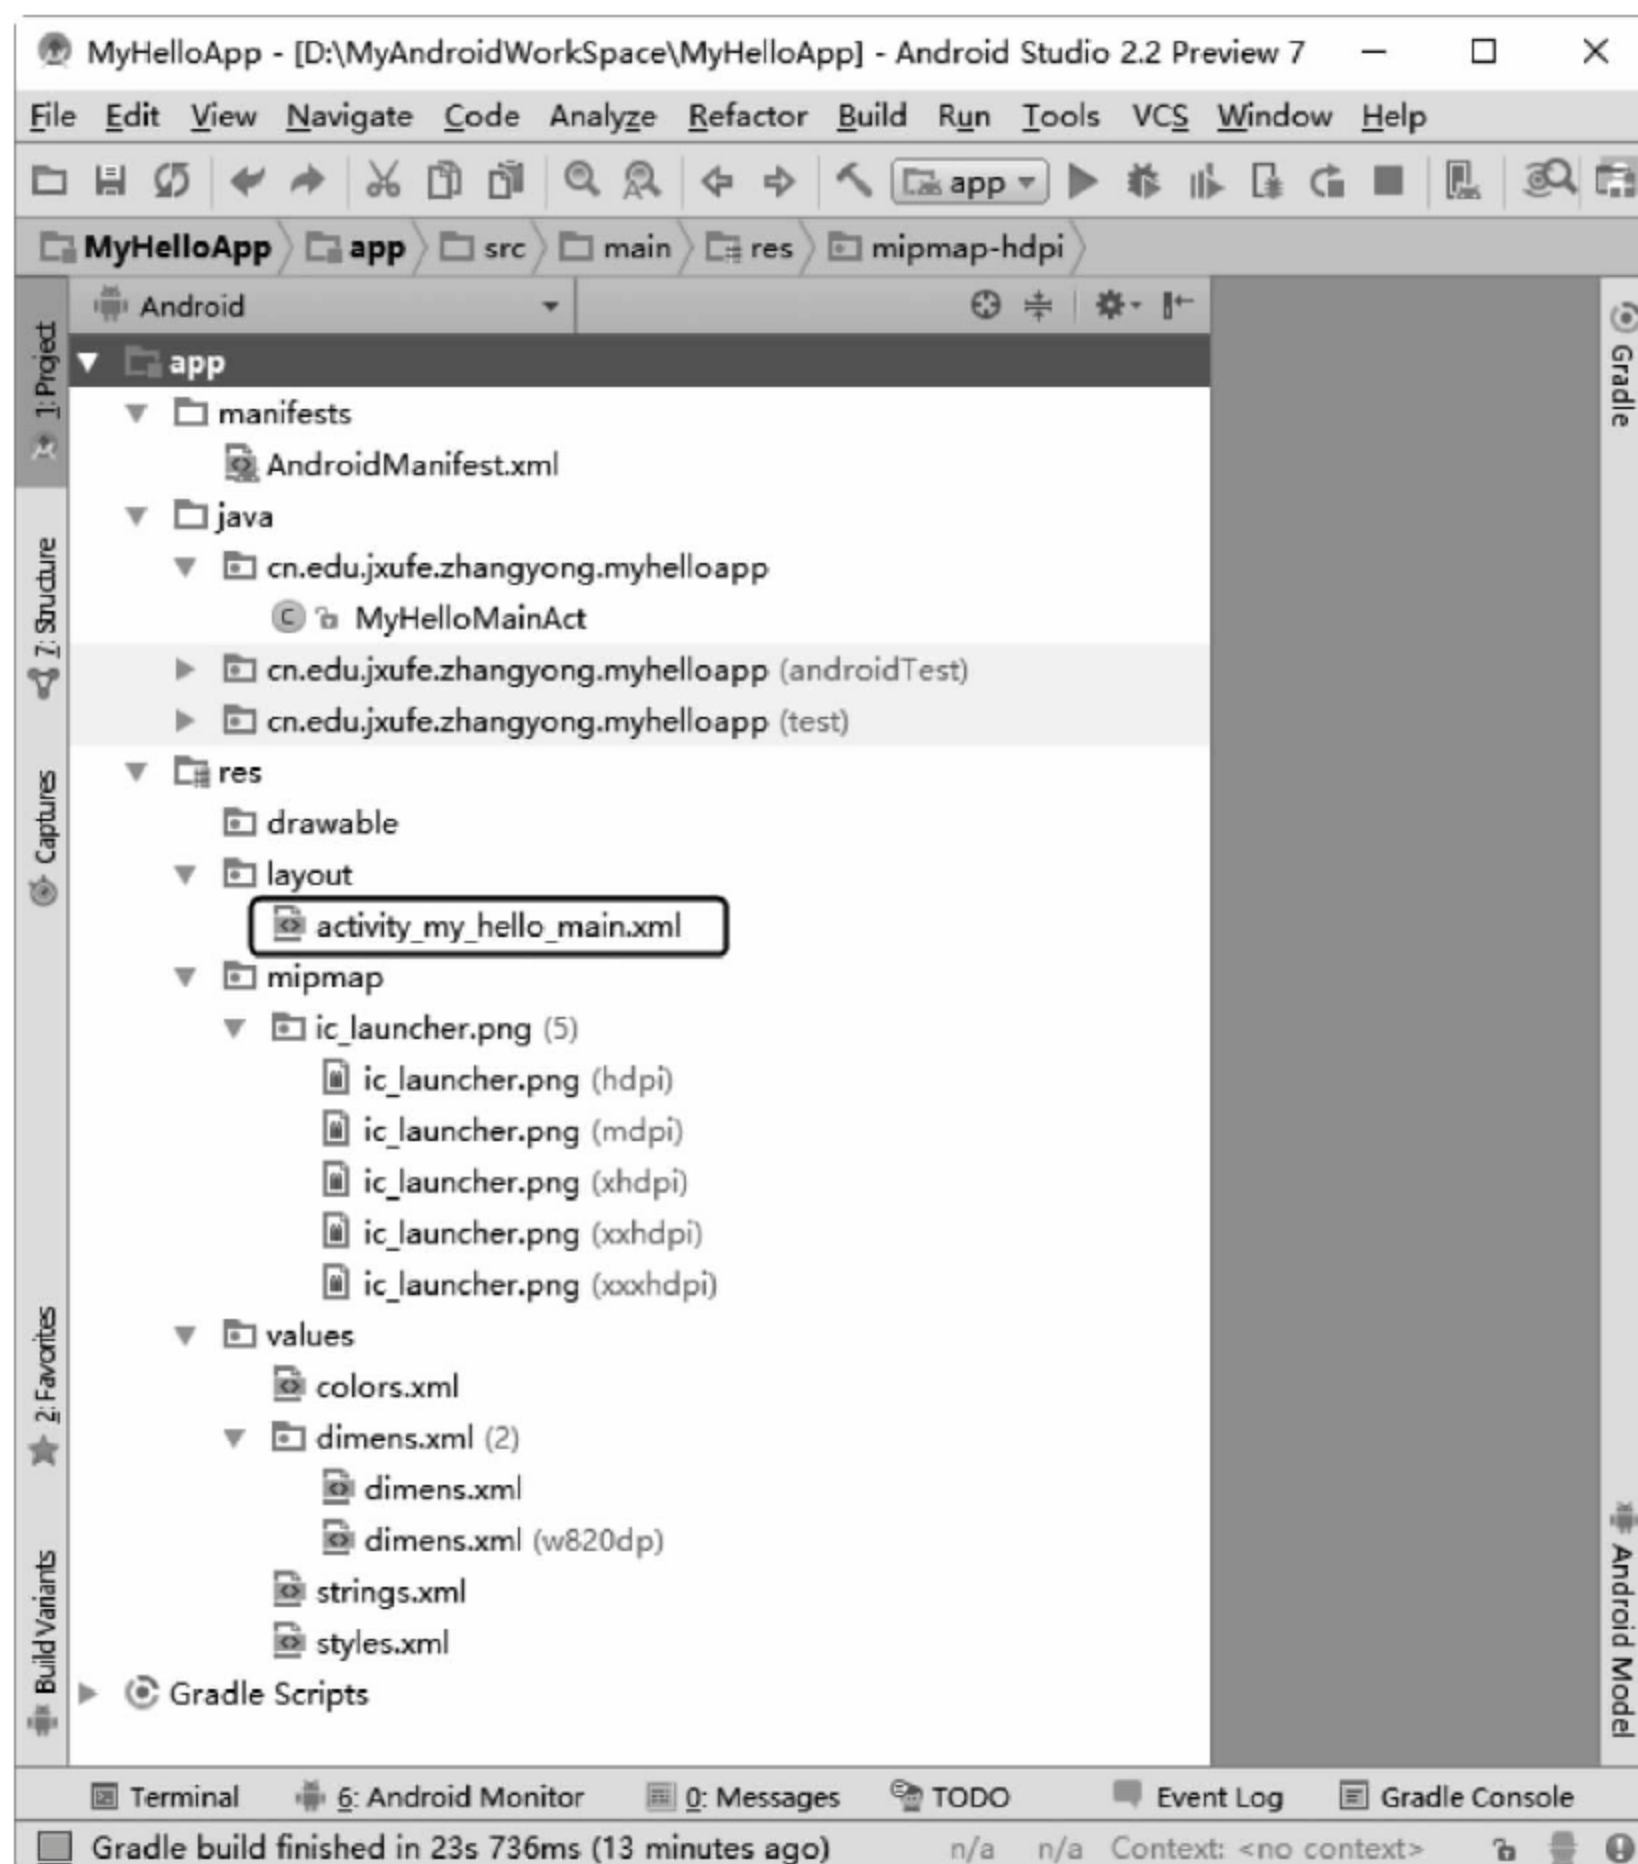 MyHelloApp - [D:\MyAndroidWorkSpace\MyHelloApp] - Android Studio 2.2 Preview 7
File Edit View Navigate Code Analyze Refactor Build Run Tools VCS Window Help
app
MyHelloApp app src main res mipmap-hdpi
Android
app
manifests
AndroidManifest.xml
java
cn.edu.jxufe.zhangyong.myhelloapp
MyHelloMainAct
cn.edu.jxufe.zhangyong.myhelloapp (androidTest)
cn.edu.jxufe.zhangyong.myhelloapp (test)
res
drawable
layout
activity_my_hello_main.xml
mipmap
ic_launcher.png (5)
ic_launcher.png (hdpi)
ic_launcher.png (mdpi)
ic_launcher.png (xhdpi)
ic_launcher.png (xxhdpi)
ic_launcher.png (xxxhdpi)
values
colors.xml
dimens.xml (2)
dimens.xml
dimens.xml (w820dp)
strings.xml
styles.xml
Gradle Scripts
1: Project
7: Structure
Captures
2: Favorites
Build Variants
Gradle
Android Model
Terminal 6: Android Monitor 0: Messages TODO Event Log Gradle Console
Gradle build finished in 23s 736ms (13 minutes ago) n/a n/a Context: <no context>